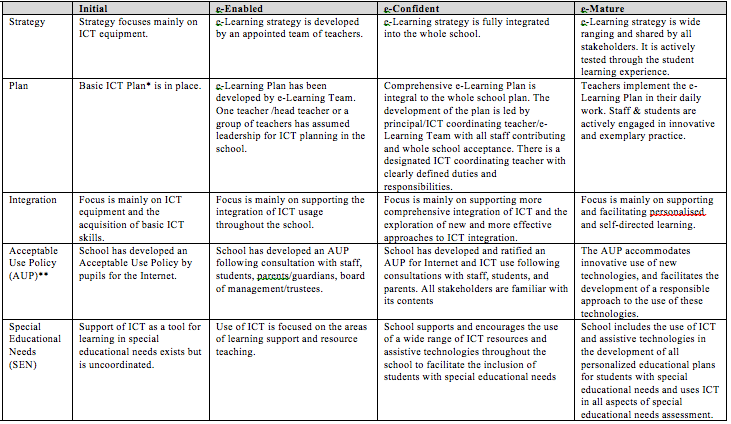 Initial e-Enabled e-Confident e-Mature
Strategy
Strategy focuses mainly on
ICT equipment.
e-Learning strategy is developed
by an appointed team of teachers.
e-Learning strategy is fully integrated
into the whole school.
e-Learning strategy is wide
ranging and shared by all
stakeholders. It is actively
tested through the student
learning experience.
Plan
Basic ICT Plan* is in place.
e-Learning Plan has been
developed by e-Learning Team.
One teacher /head teacher or a
group of teachers has assumed
leadership for ICT planning in the
school.
Comprehensive e-Learning Plan is
integral to the whole school plan. The
development of the plan is led by
principal/ICT coordinating teacher/e-
Learning Team with all staff contributing
and whole school acceptance. There is a
designated ICT coordinating teacher with
clearly defined duties and
responsibilities.
Teachers implement the e-
Learning Plan in their daily
work. Staff & students are
actively engaged in innovative
and exemplary practice.
Integration
Focus is mainly on ICT
equipment and the
acquisition of basic ICT
skills.
Focus is mainly on supporting the
integration of ICT usage
throughout the school.
Focus is mainly on supporting more
comprehensive integration of ICT and the
exploration of new and more effective
approaches to ICT integration.
Focus is mainly on supporting
and facilitating personalised
and self-directed learning.
Acceptable
Use Policy
(AUP)**
School has developed an
Acceptable Use Policy by
pupils for the Internet.
School has developed an AUP
following consultation with staff,
students, parents/guardians, board
of management/trustees.
School has developed and ratified an
AUP for Internet and ICT use following
consultations with staff, students, and
parents. All stakeholders are familiar with
its contents
The AUP accommodates
innovative use of new
technologies, and facilitates the
development of a responsible
approach to the use of these
technologies.
Special
Educational
Needs
(SEN)
Support of ICT as a tool for
learning in special
educational needs exists but
is uncoordinated.
Use of ICT is focused on the areas
of learning support and resource
teaching.
School supports and encourages the use
of a wide range of ICT resources and
assistive technologies throughout the
school to facilitate the inclusion of
students with special educational needs
School includes the use of ICT
and assistive technologies in
the development of all
personalized educational plans
for students with special
educational needs and uses ICT
in all aspects of special
educational needs assessment.